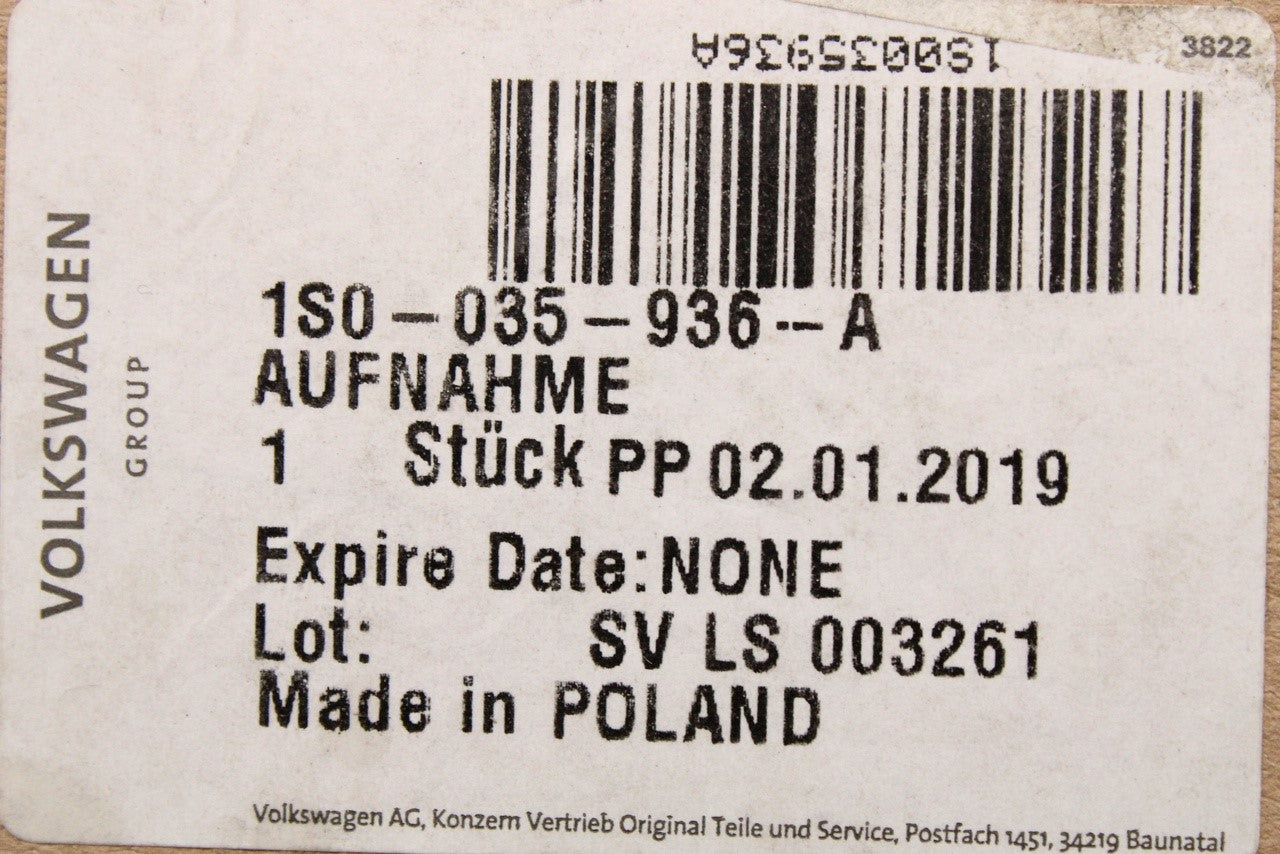 1S0035936A
3822
VOLKSWAGEN
GROUP
1S0-035-936--A
AUFNAHME
1 Stück PP 02.01.2019
Expire Date:NONE
Lot: SV LS 003261
Made in POLAND
Volkswagen AG, Konzern Vertrieb Original Teile und Service, Postfach 1451, 34219 Baunatal